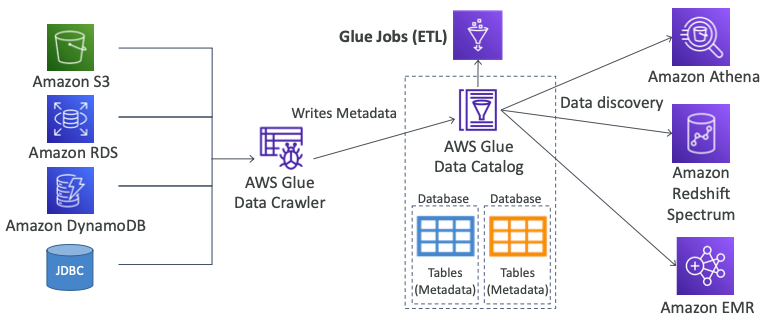 Glue Jobs (ETL)
Amazon S3
Amazon RDS
Amazon DynamoDB
JDBC
AWS Glue
Data Crawler
Writes Metadata
AWS Glue
Data Catalog
Database
Tables
(Metadata)
Database
Tables
(Metadata)
Data discovery
Amazon Athena
Amazon
Redshift
Spectrum
Amazon EMR